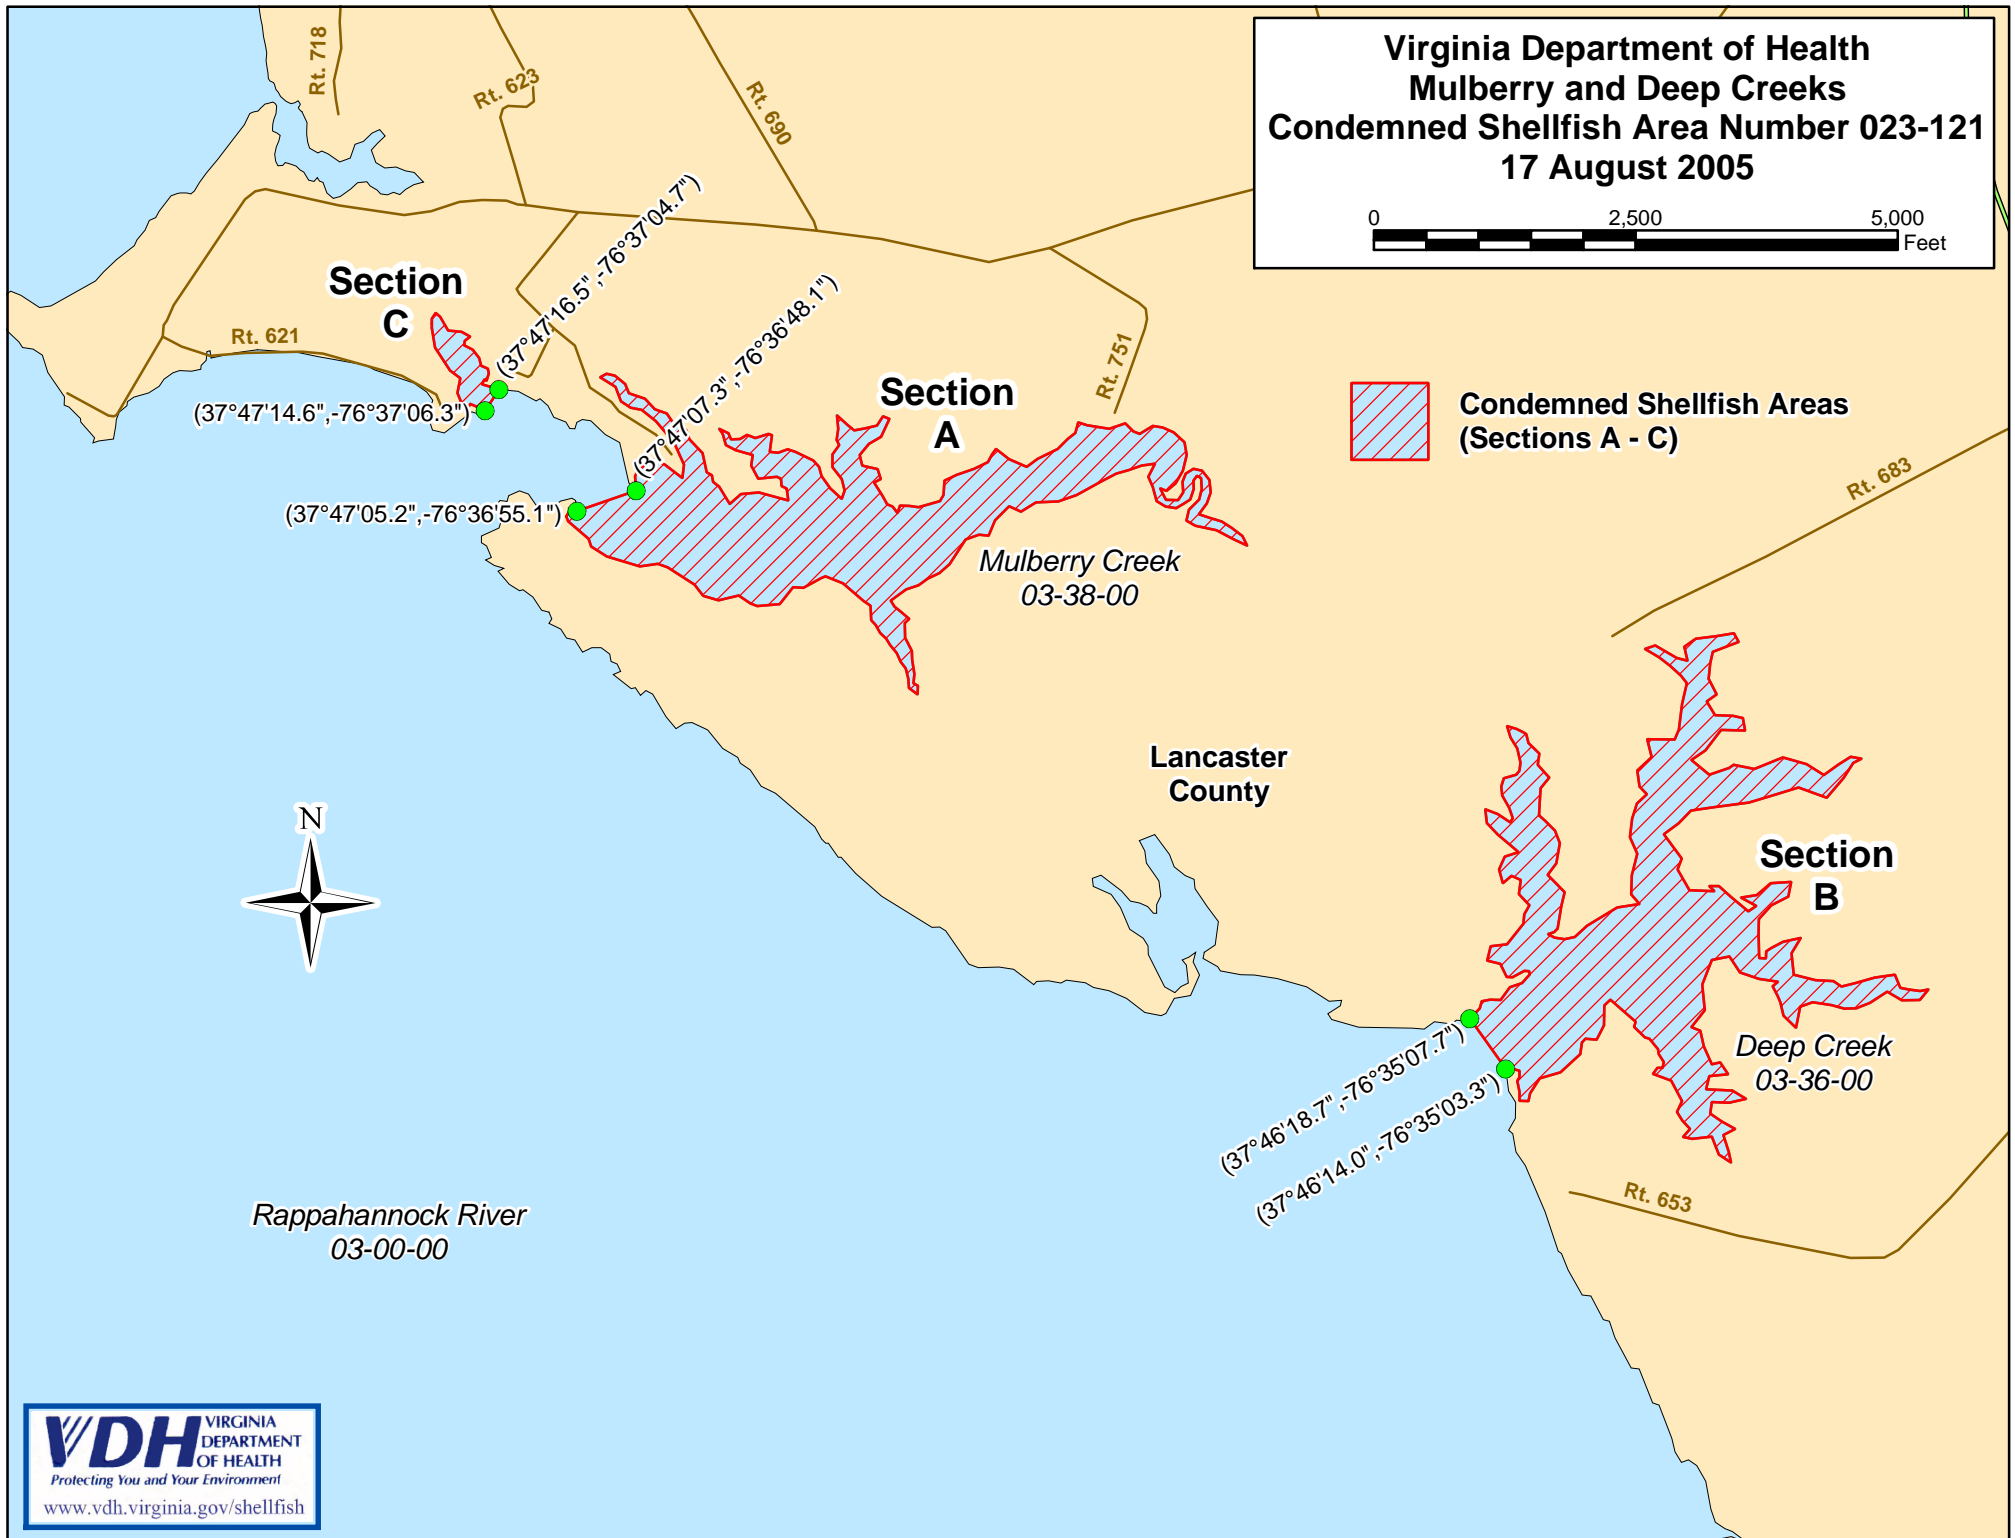 Virginia Department of Health
Mulberry and Deep Creeks
Condemned Shellfish Area Number 023-121
17 August 2005
0 2,500 5,000
Feet
Rt. 718
Rt. 623
Rt. 690
Section
C
Rt. 621
(37°47'16.5",-76°37'04.7")
(37°47'14.6",-76°37'06.3")
(37°47'07.3",-76°36'48.1")
(37°47'05.2",-76°36'55.1")
Section
A
Rt. 751
Condemned Shellfish Areas
(Sections A - C)
Rt. 683
Mulberry Creek
03-38-00
Lancaster
County
N
Section
B
Deep Creek
03-36-00
(37°46'18.7",-76°35'07.7")
(37°46'14.0",-76°35'03.3")
Rt. 653
Rappahannock River
03-00-00
VDH
VIRGINIA
DEPARTMENT
OF HEALTH
Protecting You and Your Environment
www.vdh.virginia.gov/shellfish